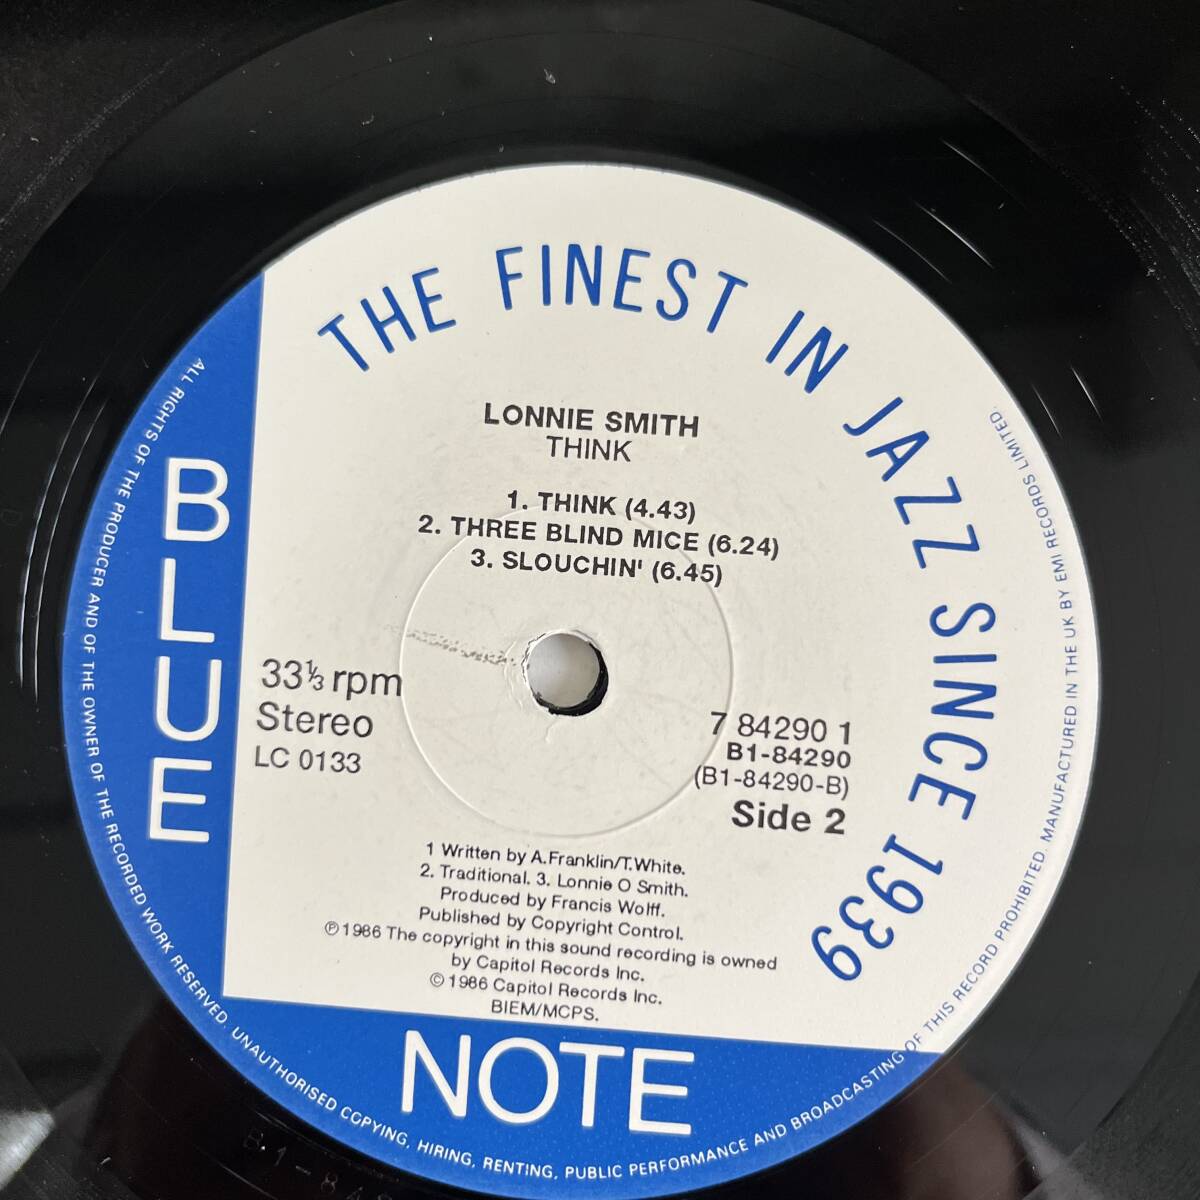 THE FINEST IN JAZZ SINCE 1939
LONNIE SMITH
THINK
1. THINK (4.43)
2. THREE BLIND MICE (6.24)
3. SLOUCHIN' (6.45)
BLUE
33⅓ rpm
Stereo
LC 0133
7 84290 1
B1-84290
(B1-84290-B)
Side 2
1 Written by A.Franklin/T.White.
2. Traditional. 3. Lonnie O Smith.
Produced by Francis Wolff.
Published by Copyright Control.
℗1986 The copyright in this sound recording is owned
by Capitol Records Inc.
©1986 Capitol Records Inc.
BIEM/MCPS.
NOTE
ALL RIGHTS OF THE PRODUCER AND OF THE OWNER OF THE RECORDED WORK RESERVED. UNAUTHORISED COPYING, HIRING, RENTING, PUBLIC PERFORMANCE AND BROADCASTING OF THIS RECORD PROHIBITED. MANUFACTURED IN THE UK BY EMI RECORDS LIMITED.